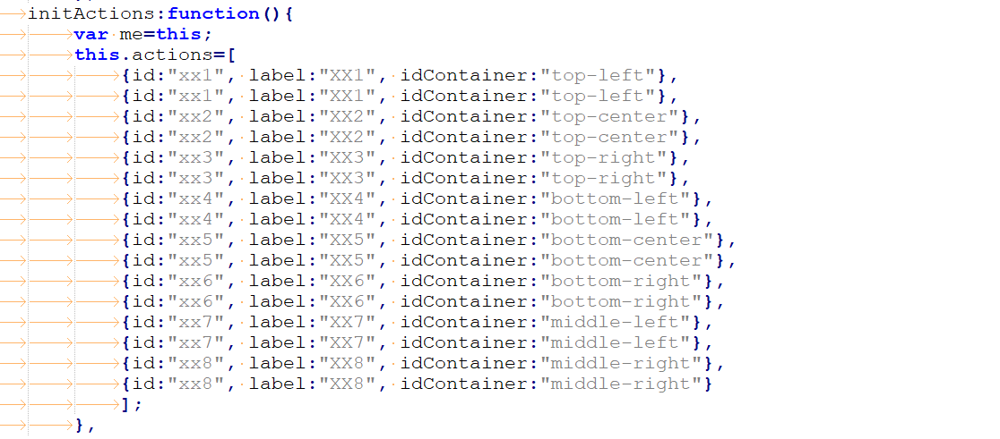 initActions:function(){
var me=this;
this.actions=[
{id:"xx1", label:"XX1", idContainer:"top-left"},
{id:"xx1", label:"XX1", idContainer:"top-left"},
{id:"xx2", label:"XX2", idContainer:"top-center"},
{id:"xx2", label:"XX2", idContainer:"top-center"},
{id:"xx3", label:"XX3", idContainer:"top-right"},
{id:"xx3", label:"XX3", idContainer:"top-right"},
{id:"xx4", label:"XX4", idContainer:"bottom-left"},
{id:"xx4", label:"XX4", idContainer:"bottom-left"},
{id:"xx5", label:"XX5", idContainer:"bottom-center"},
{id:"xx5", label:"XX5", idContainer:"bottom-center"},
{id:"xx6", label:"XX6", idContainer:"bottom-right"},
{id:"xx6", label:"XX6", idContainer:"bottom-right"},
{id:"xx7", label:"XX7", idContainer:"middle-left"},
{id:"xx7", label:"XX7", idContainer:"middle-left"},
{id:"xx8", label:"XX8", idContainer:"middle-right"},
{id:"xx8", label:"XX8", idContainer:"middle-right"}
];
},